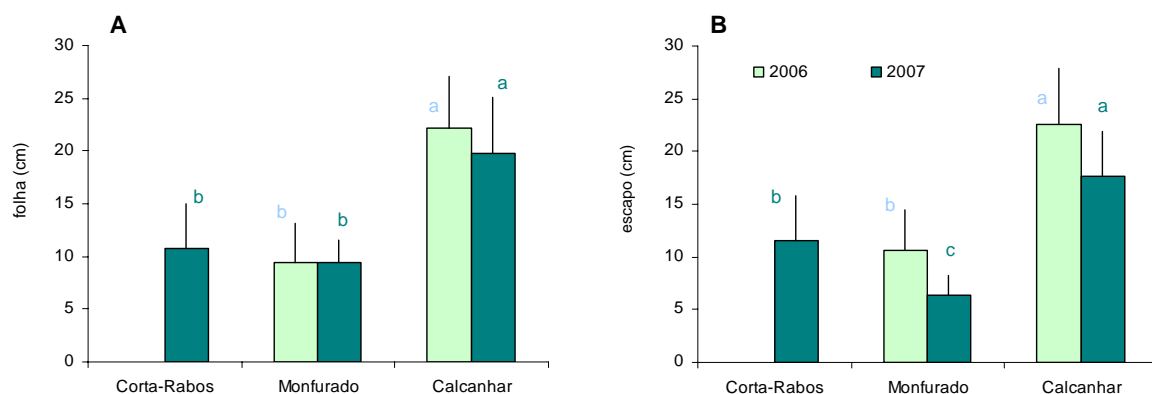 A
30
25
20
15
10
5
0
folha (cm)
b
b
b
a
a
Corta-Rabos
Monfurado
Calcanhar
B
30
25
20
15
10
5
0
escapo (cm)
2006
2007
b
b
c
a
a
Corta-Rabos
Monfurado
Calcanhar